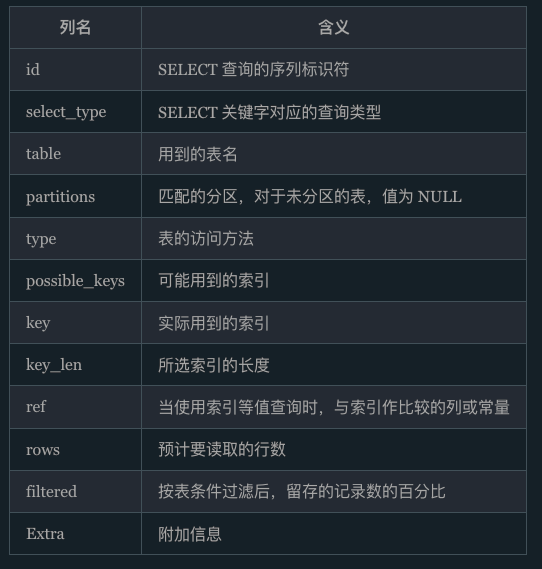 列名 含义
id SELECT 查询的序列标识符
select_type SELECT 关键字对应的查询类型
table 用到的表名
partitions 匹配的分区，对于未分区的表，值为 NULL
type 表的访问方法
possible_keys 可能用到的索引
key 实际用到的索引
key_len 所选索引的长度
ref 当使用索引等值查询时，与索引作比较的列或常量
rows 预计要读取的行数
filtered 按表条件过滤后，留存的记录数的百分比
Extra 附加信息